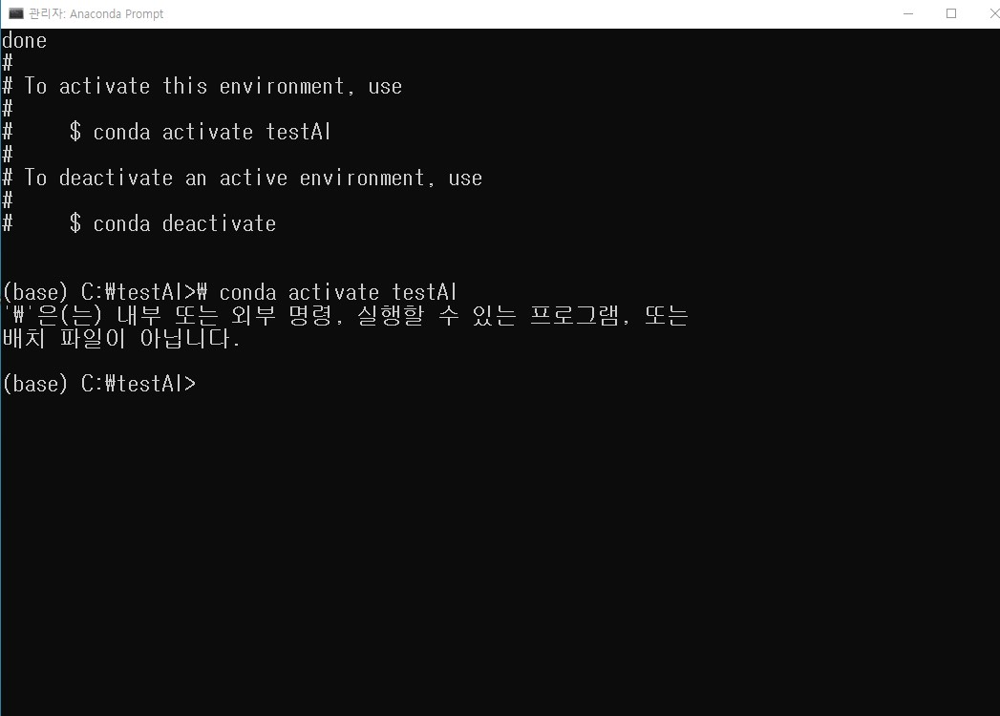 관리자: Anaconda Prompt
done
#
# To activate this environment, use
#
#     $ conda activate testAI
#
# To deactivate an active environment, use
#
#     $ conda deactivate
(base) C:₩testAI>₩ conda activate testAI
'₩'은(는) 내부 또는 외부 명령, 실행할 수 있는 프로그램, 또는
배치 파일이 아닙니다.
(base) C:₩testAI>